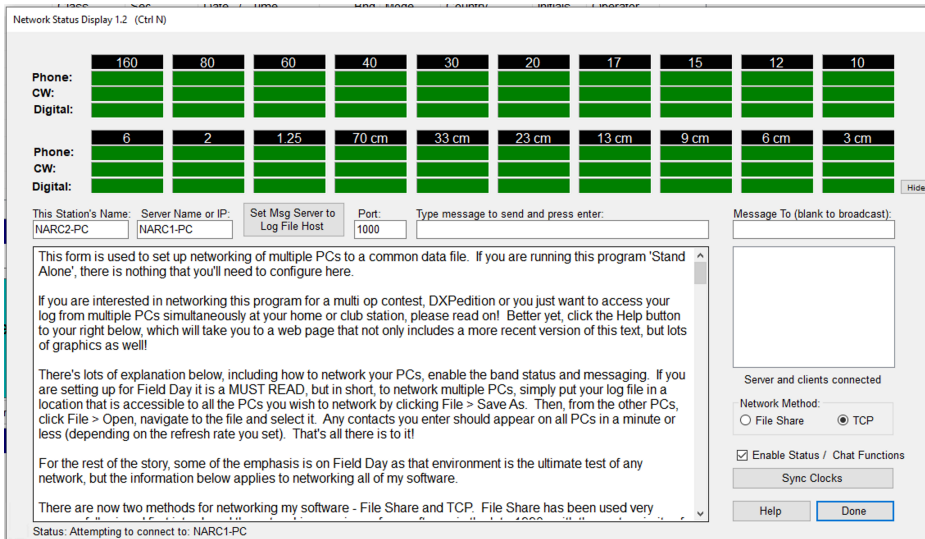 Class Sec Date / Time Bnd Mode Country Initials Operator
Network Status Display 1.2 (Ctrl N)
160 80 60 40 30 20 17 15 12 10
Phone:
CW:
Digital:
6 2 1.25 70 cm 33 cm 23 cm 13 cm 9 cm 6 cm 3 cm
Phone:
CW:
Digital:
Hide
This Station's Name: Server Name or IP: Set Msg Server to Log File Host Port: Type message to send and press enter: Message To (blank to broadcast):
NARC2-PC NARC1-PC 1000
This form is used to set up networking of multiple PCs to a common data file. If you are running this program 'Stand
Alone', there is nothing that you'll need to configure here.
If you are interested in networking this program for a multi op contest, DXPedition or you just want to access your
log from multiple PCs simultaneously at your home or club station, please read on! Better yet, click the Help button
to your right below, which will take you to a web page that not only includes a more recent version of this text, but lots
of graphics as well!
There's lots of explanation below, including how to network your PCs, enable the band status and messaging. If you
are setting up for Field Day it is a MUST READ, but in short, to network multiple PCs, simply put your log file in a
location that is accessible to all the PCs you wish to network by clicking File > Save As. Then, from the other PCs,
click File > Open, navigate to the file and select it. Any contacts you enter should appear on all PCs in a minute or
less (depending on the refresh rate you set). That's all there is to it!
For the rest of the story, some of the emphasis is on Field Day as that environment is the ultimate test of any
network, but the information below applies to networking all of my software.
There are now two methods for networking my software - File Share and TCP. File Share has been used very
Server and clients connected
Network Method:
File Share TCP
Enable Status / Chat Functions
Sync Clocks
Help Done
Status: Attempting to connect to: NARC1-PC